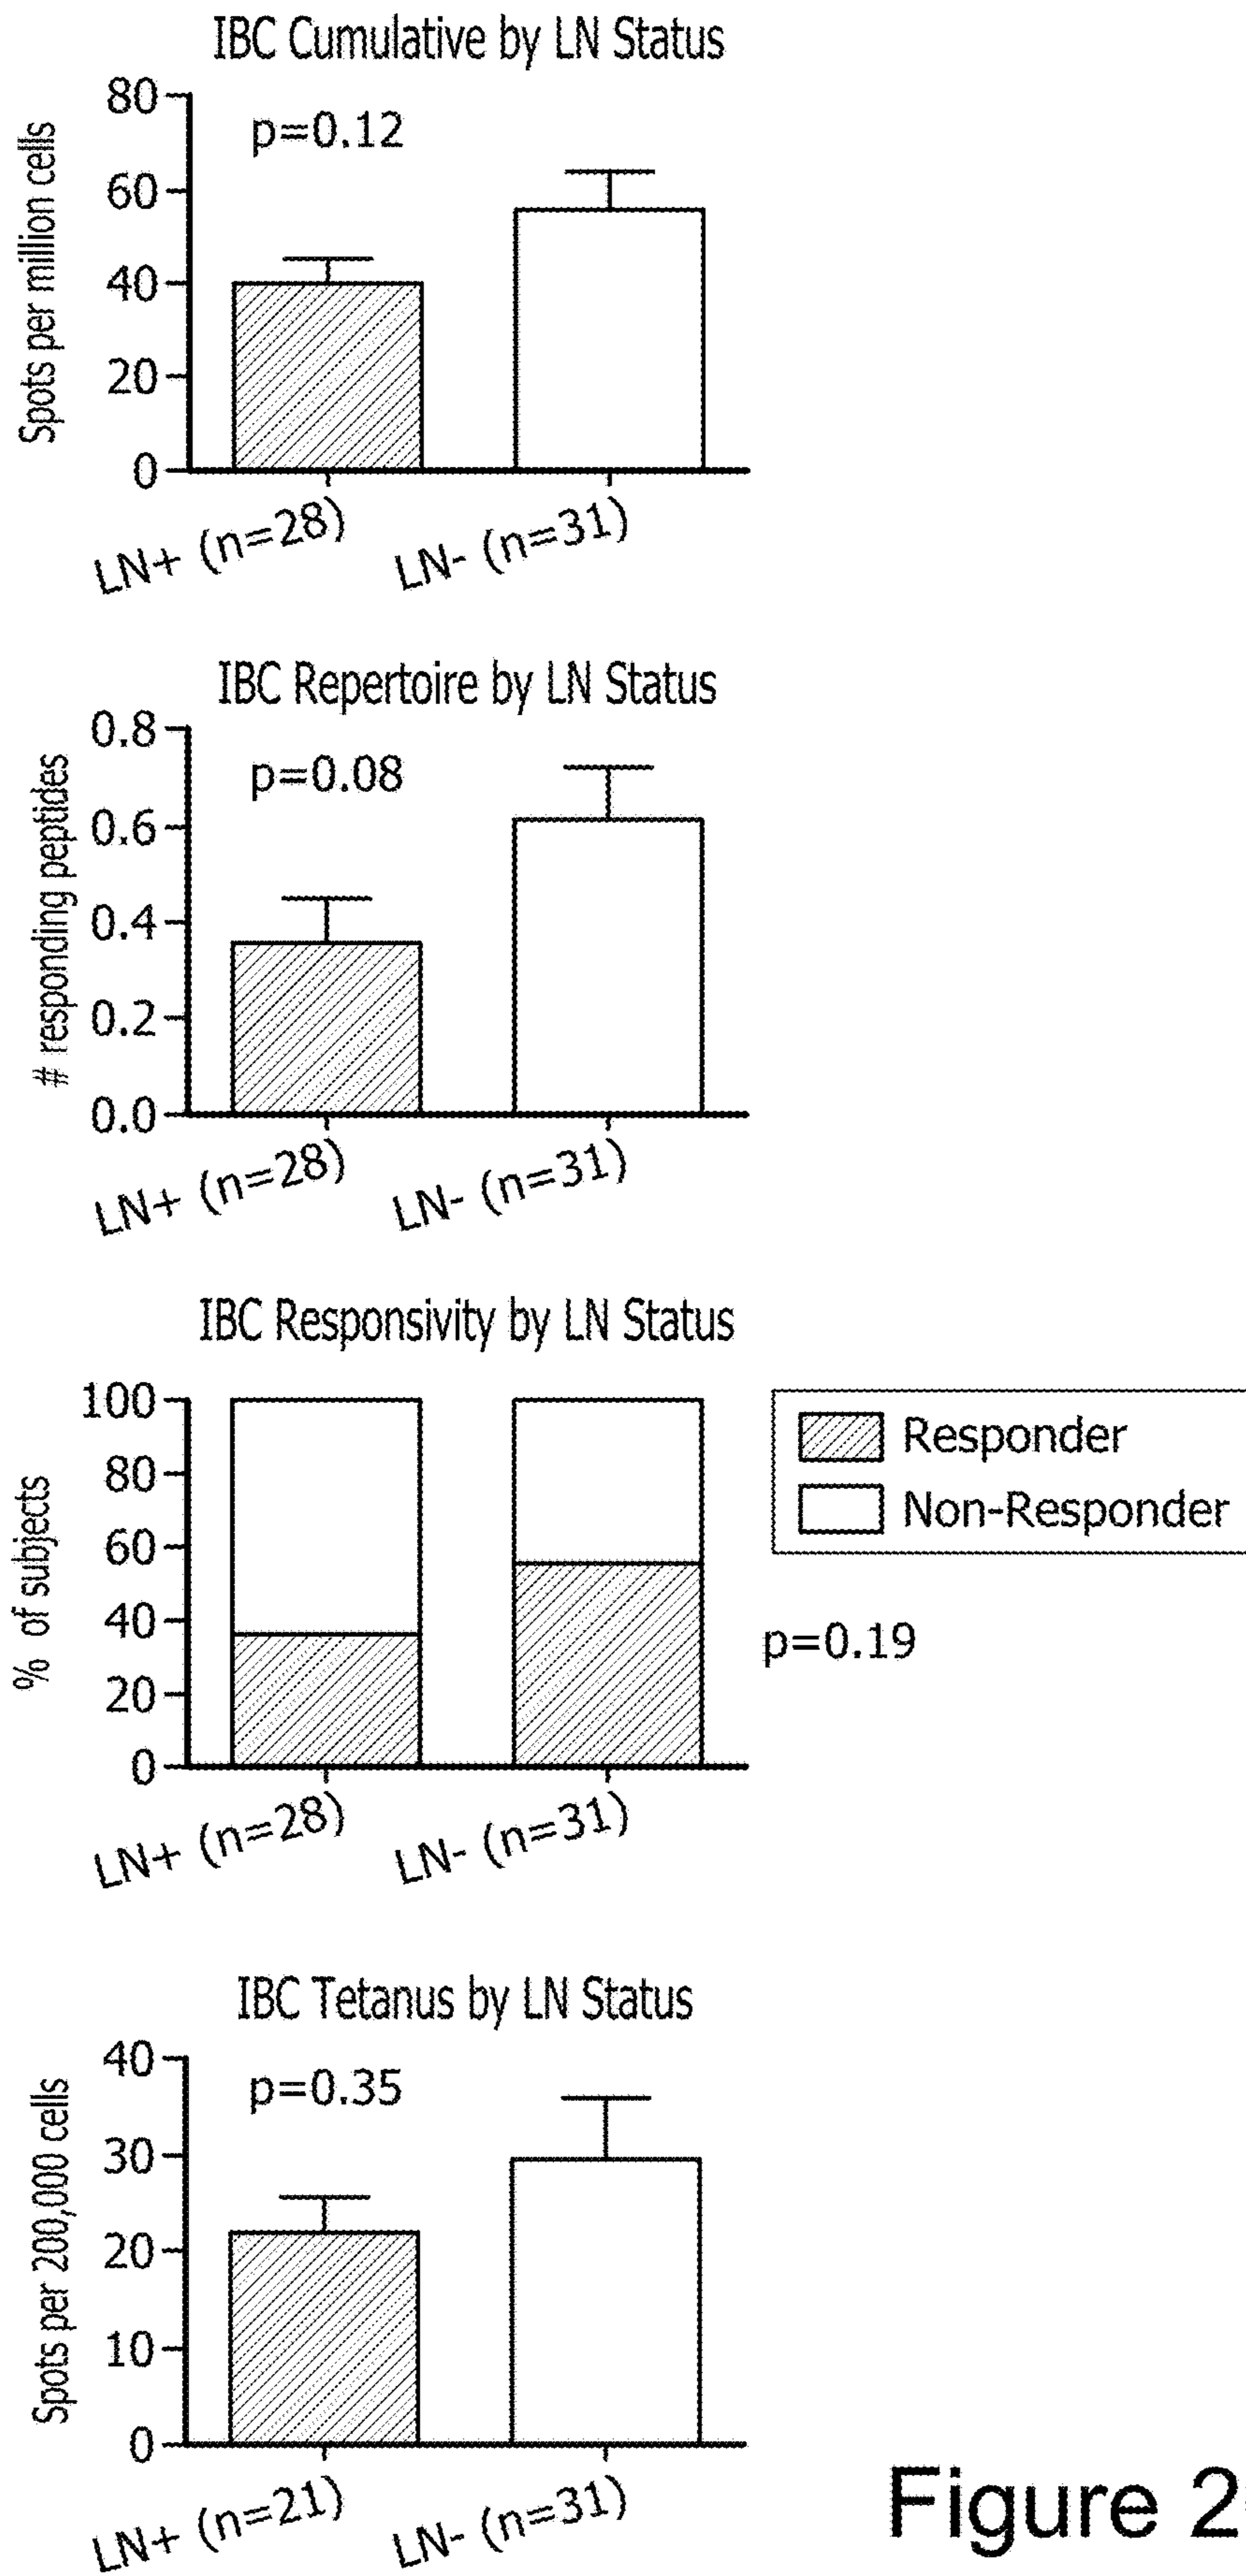 IBC Cumulative by LN Status
p=0.12
Spots per million cells
80
60
40
20
0
LN+ (n=28)
LN- (n=31)
IBC Repertoire by LN Status
p=0.08
# responding peptides
0.8
0.6
0.4
0.2
0.0
LN+ (n=28)
LN- (n=31)
IBC Responsivity by LN Status
% of subjects
100
80
60
40
20
0
LN+ (n=28)
LN- (n=31)
Responder
Non-Responder
p=0.19
IBC Tetanus by LN Status
p=0.35
Spots per 200,000 cells
40
30
20
10
0
LN+ (n=21)
LN- (n=31)
Figure 2